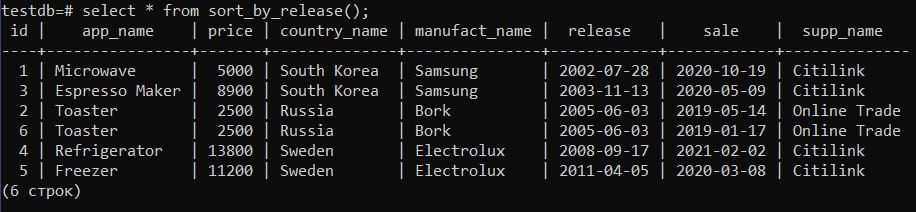 testdb=# select * from sort_by_release();
 id |    app_name    | price | country_name | manufact_name |  release   |    sale    |  supp_name
----+----------------+-------+--------------+---------------+------------+------------+--------------
  1 | Microwave      |  5000 | South Korea  | Samsung       | 2002-07-28 | 2020-10-19 | Citilink
  3 | Espresso Maker |  8900 | South Korea  | Samsung       | 2003-11-13 | 2020-05-09 | Citilink
  2 | Toaster        |  2500 | Russia       | Bork          | 2005-06-03 | 2019-05-14 | Online Trade
  6 | Toaster        |  2500 | Russia       | Bork          | 2005-06-03 | 2019-01-17 | Online Trade
  4 | Refrigerator   | 13800 | Sweden       | Electrolux    | 2008-09-17 | 2021-02-02 | Citilink
  5 | Freezer        | 11200 | Sweden       | Electrolux    | 2011-04-05 | 2020-03-08 | Citilink
(6 строк)